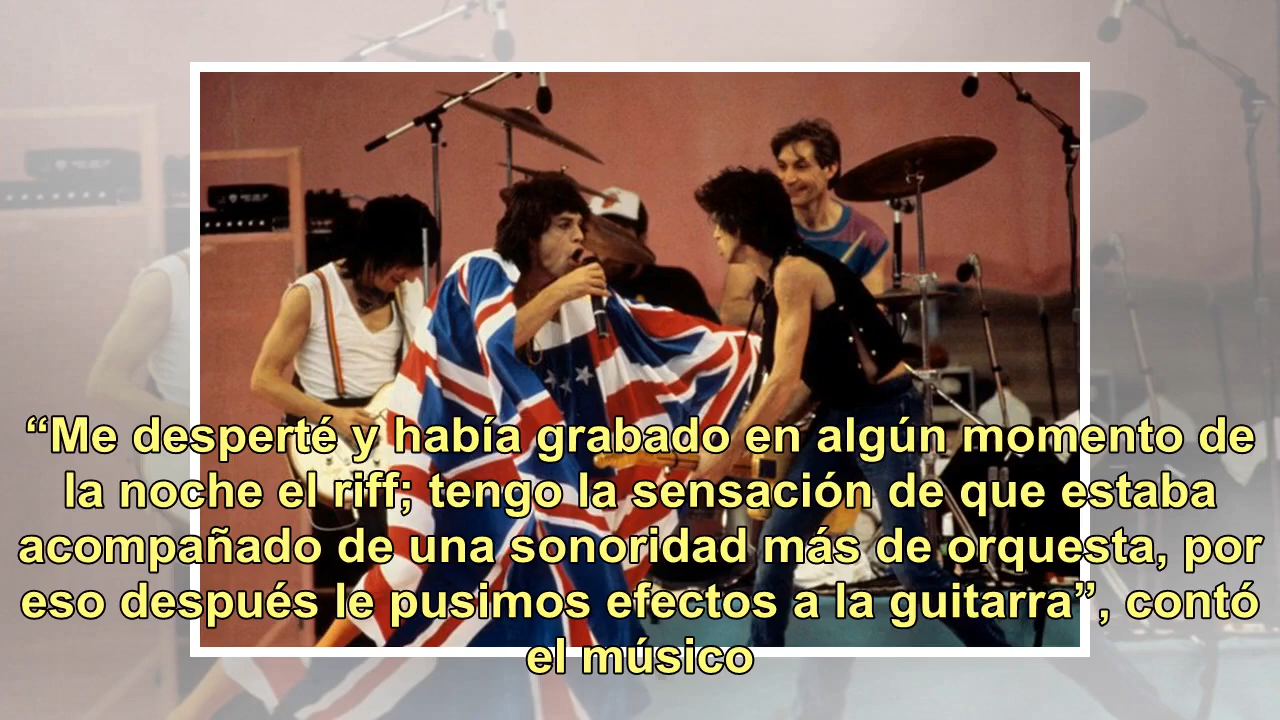 “Me desperté y había grabado en algún momento de
la noche el riff; tengo la sensación de que estaba
acompañado de una sonoridad más de orquesta, por
eso después le pusimos efectos a la guitarra”, contó
el músico